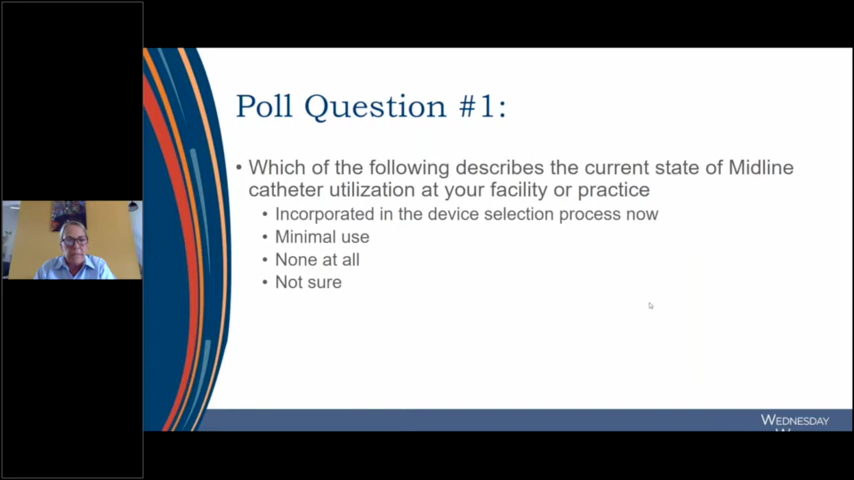 Poll Question #1:
• Which of the following describes the current state of Midline
catheter utilization at your facility or practice
• Incorporated in the device selection process now
• Minimal use
• None at all
• Not sure
WEDNESDAY